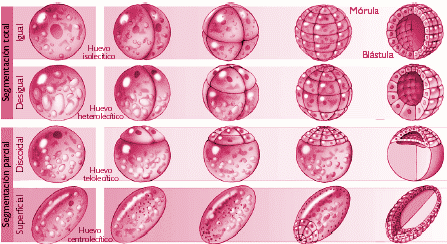 Segmentación total
Igual
Huevo
isolecítico
Mórula
Blástula
Desigual
Huevo
heterolecítico
Segmentación parcial
Discoidal
Huevo
telolecítico
Superficial
Huevo
centrolecítico